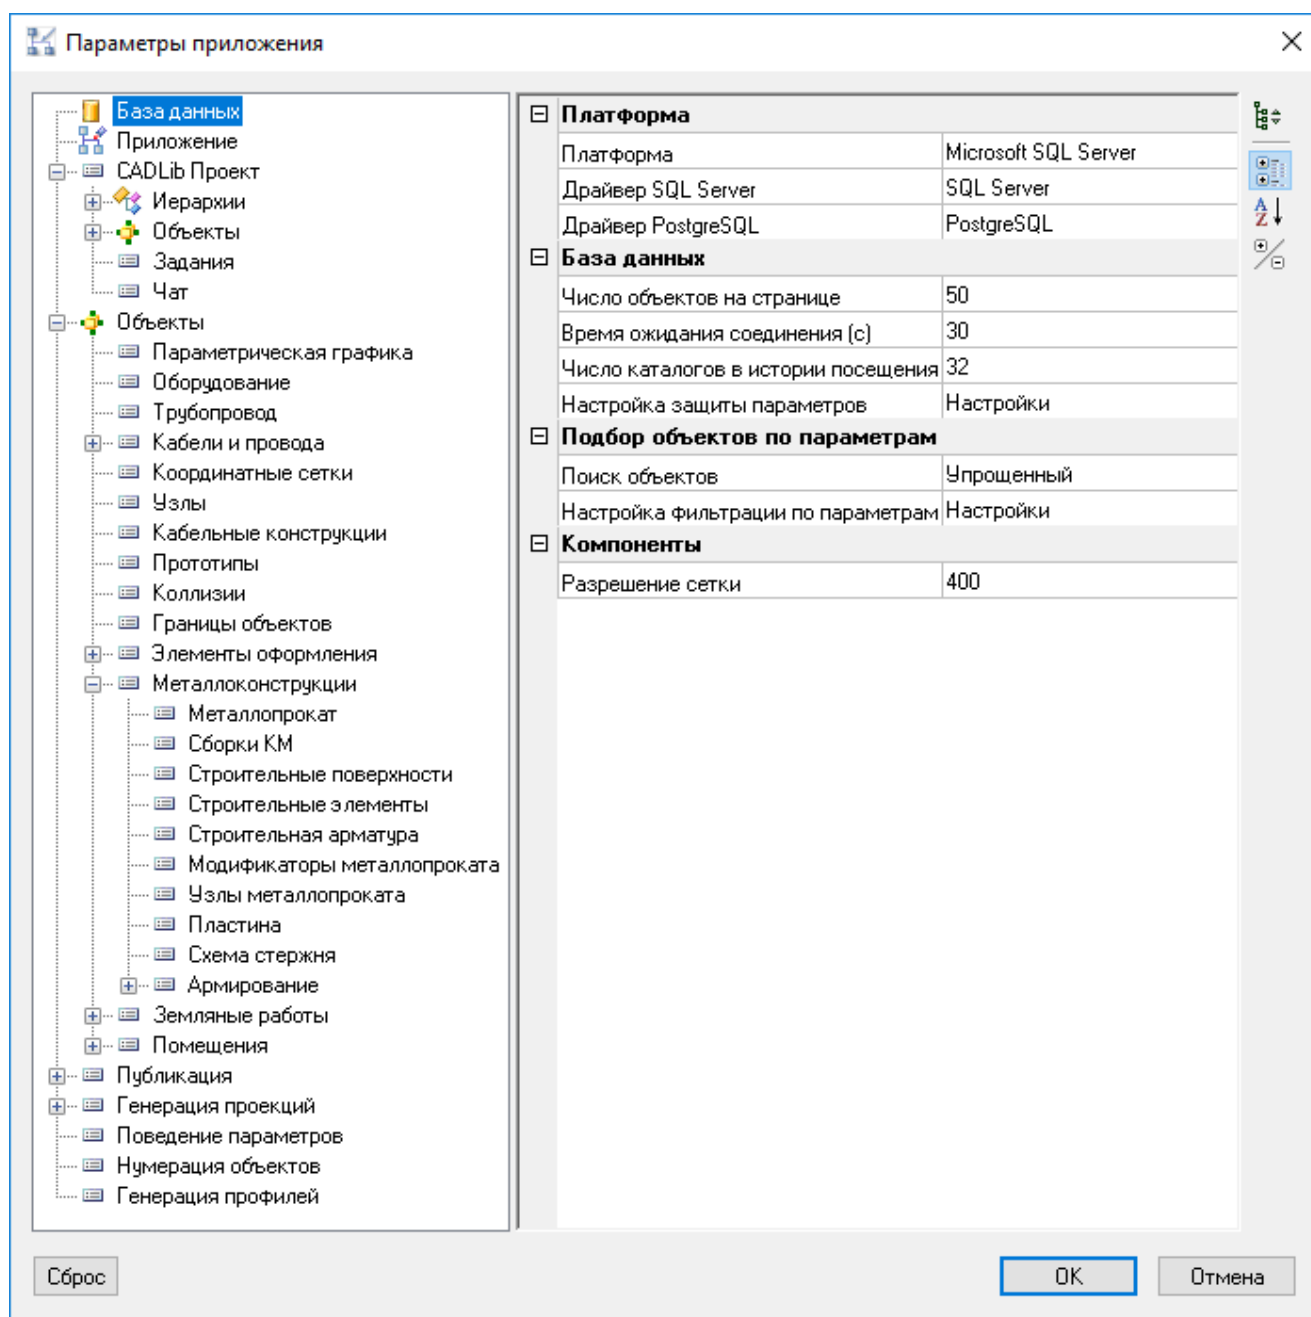 Параметры приложения
База данных
Приложение
CADLib Проект
Иерархии
Объекты
Задания
Чат
Объекты
Параметрическая графика
Оборудование
Трубопровод
Кабели и провода
Координатные сетки
Узлы
Кабельные конструкции
Прототипы
Коллизии
Границы объектов
Элементы оформления
Металлоконструкции
Металлопрокат
Сборки КМ
Строительные поверхности
Строительные элементы
Строительная арматура
Модификаторы металлопроката
Узлы металлопроката
Пластина
Схема стержня
Армирование
Земляные работы
Помещения
Публикация
Генерация проекций
Поведение параметров
Нумерация объектов
Генерация профилей
Платформа
Платформа Microsoft SQL Server
Драйвер SQL Server SQL Server
Драйвер PostgreSQL PostgreSQL
База данных
Число объектов на странице 50
Время ожидания соединения (с) 30
Число каталогов в истории посещения 32
Настройка защиты параметров Настройки
Подбор объектов по параметрам
Поиск объектов Упрощенный
Настройка фильтрации по параметрам Настройки
Компоненты
Разрешение сетки 400
A
Z
Сброс
OK
Отмена